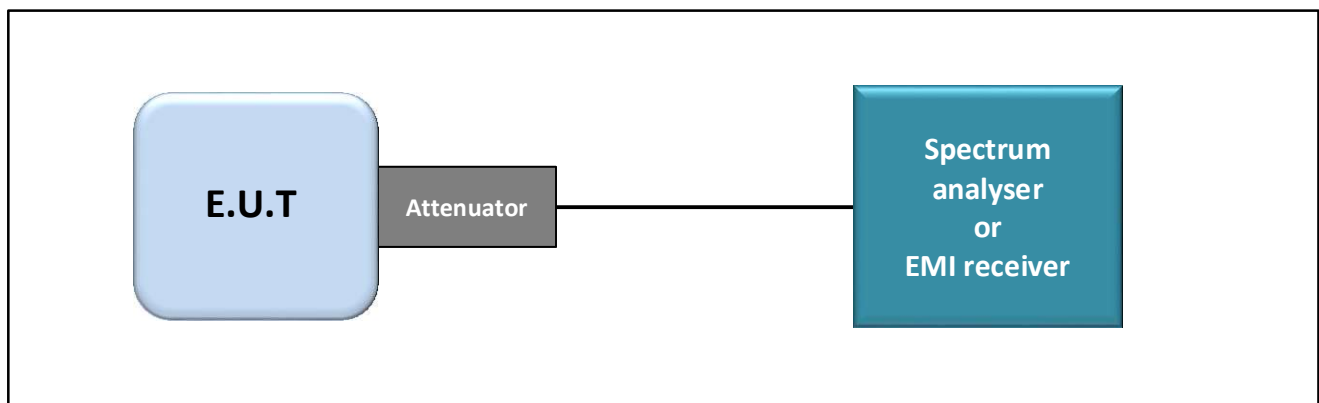 E.U.T
Attenuator
Spectrum
analyser
or
EMI receiver